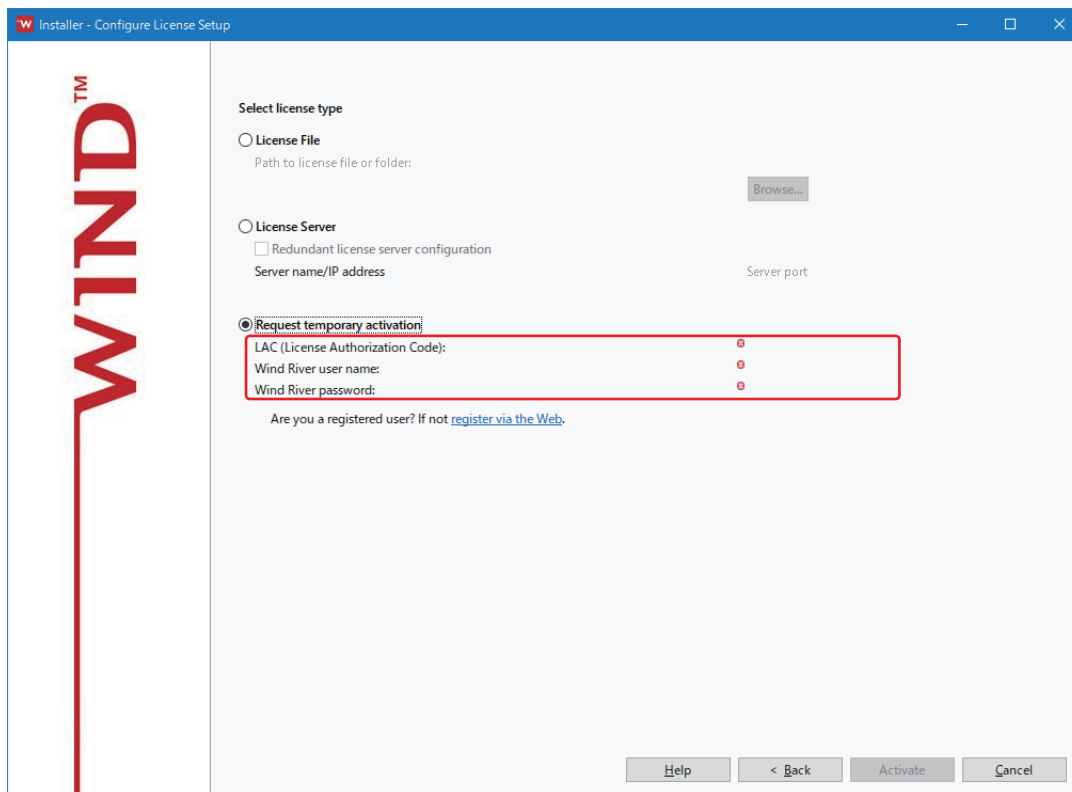 Installer - Configure License Setup
WIND™
Select license type
License File
Path to license file or folder:
Browse...
License Server
Redundant license server configuration
Server name/IP address Server port
Request temporary activation
LAC (License Authorization Code):
Wind River user name:
Wind River password:
Are you a registered user? If not register via the Web.
Help < Back Activate Cancel